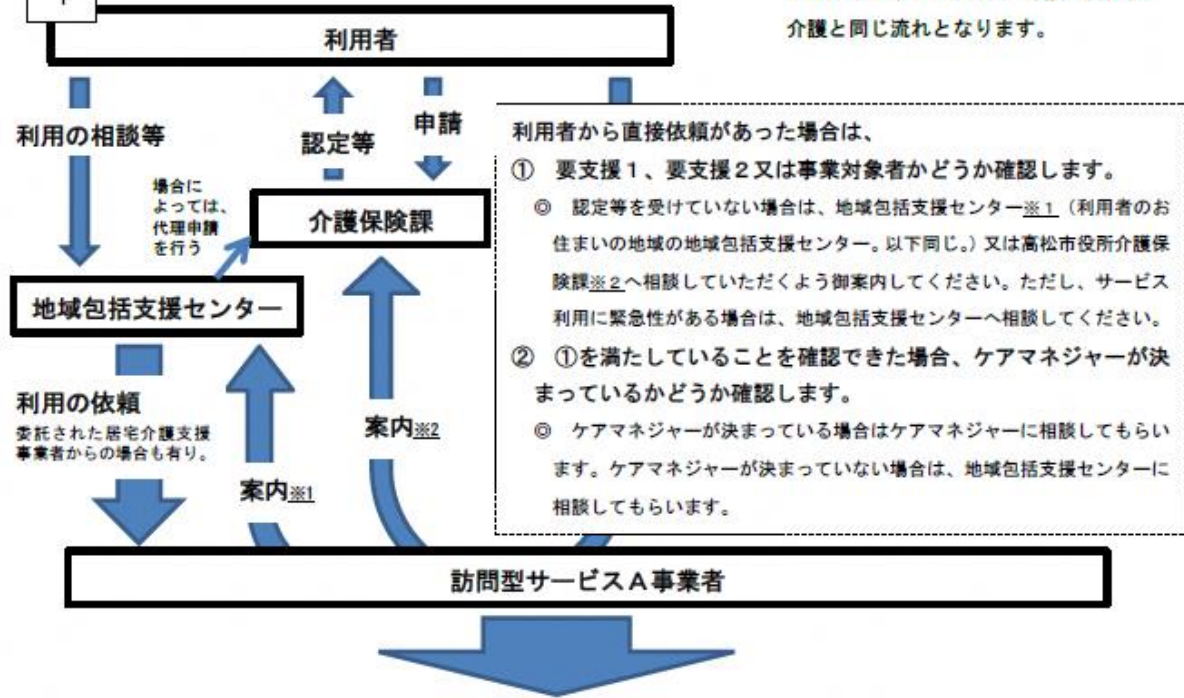 介護と同じ流れとなります。
利用者
利用の相談等
認定等
申請
場合に
よっては、
代理申請
を行う
介護保険課
地域包括支援センター
利用の依頼
委託された居宅介護支援
事業者からの場合も有り。
案内※1
案内※2
利用者から直接依頼があった場合は、
① 要支援1、要支援2又は事業対象者かどうか確認します。
◎ 認定等を受けていない場合は、地域包括支援センター※1（利用者のお
住まいの地域の地域包括支援センター。以下同じ。）又は高松市役所介護保
険課※2へ相談していただくよう御案内してください。ただし、サービス
利用に緊急性がある場合は、地域包括支援センターへ相談してください。
② ①を満たしていることを確認できた場合、ケアマネジャーが決
まっているかどうか確認します。
◎ ケアマネジャーが決まっている場合はケアマネジャーに相談してもらい
ます。ケアマネジャーが決まっていない場合は、地域包括支援センターに
相談してもらいます。
訪問型サービスA事業者